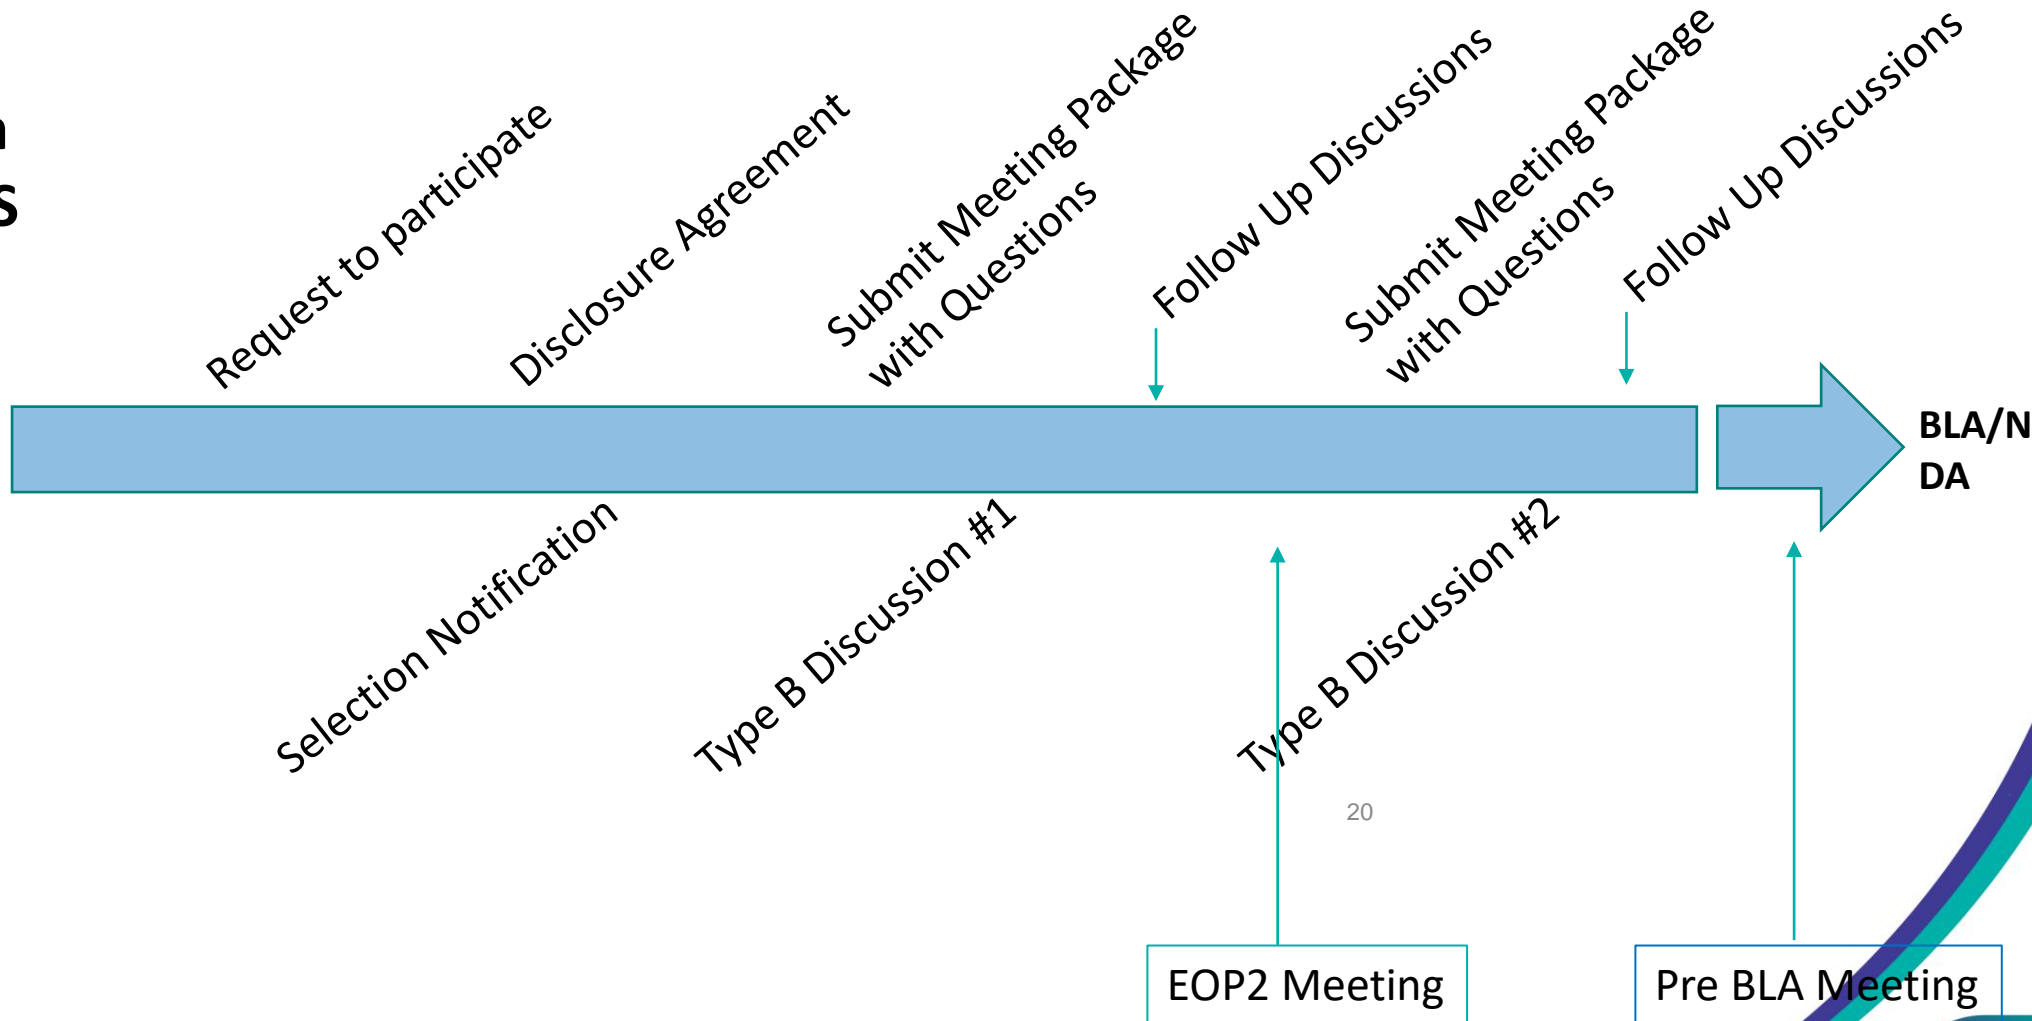 Request to participate
Disclosure Agreement
Submit Meeting Package
with Questions
Follow Up Discussions
Submit Meeting Package
with Questions
Follow Up Discussions
BLA/N
DA
Selection Notification
Type B Discussion #1
Type B Discussion #2
20
EOP2 Meeting
Pre BLA Meeting